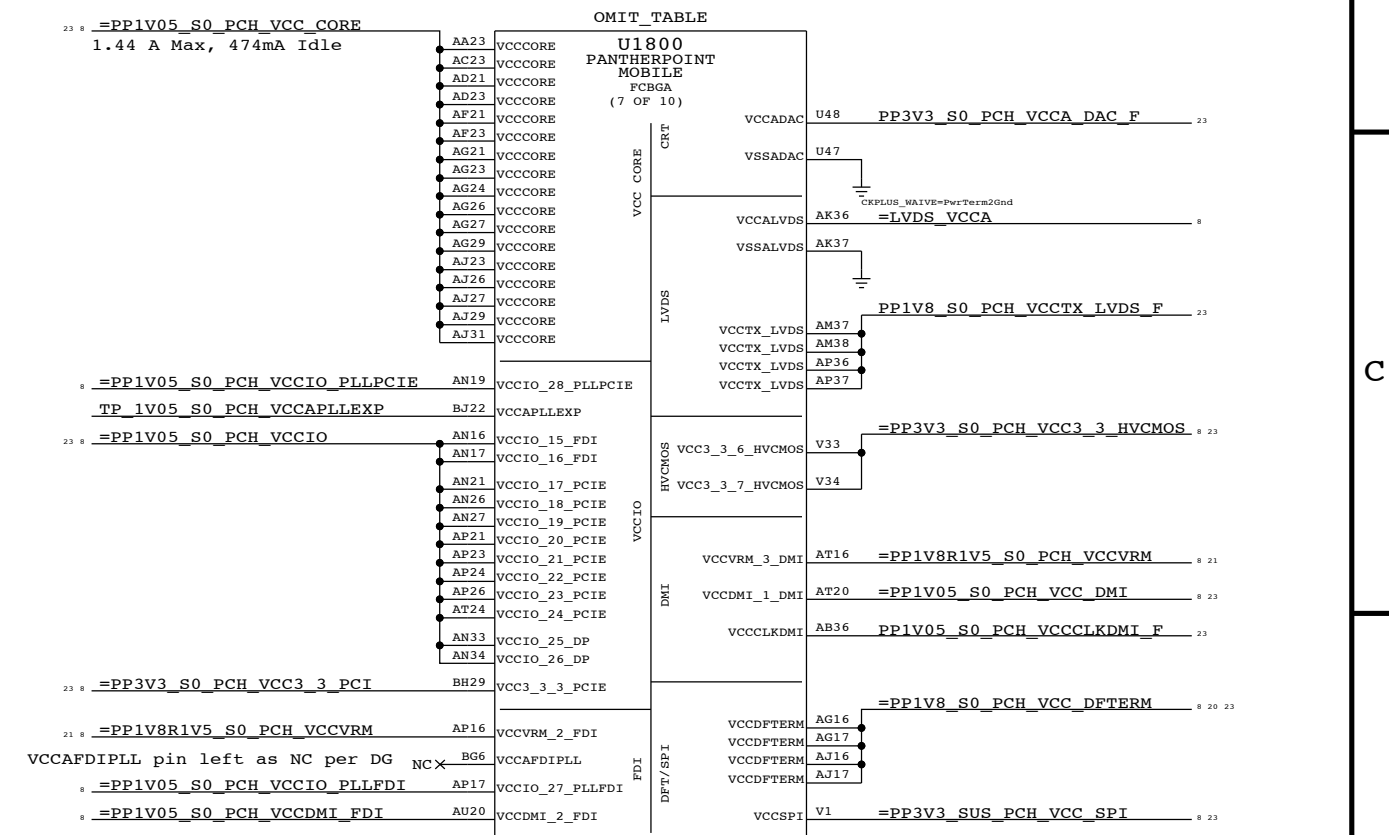 OMIT_TABLE
U1800
PANTHERPOINT
MOBILE
FCBGA
(7 OF 10)
23 8 =PP1V05_S0_PCH_VCC_CORE
1.44 A Max, 474mA Idle
AA23 VCCCORE
AC23 VCCCORE
AD21 VCCCORE
AD23 VCCCORE
AF21 VCCCORE
AF23 VCCCORE
AG21 VCCCORE
AG23 VCCCORE
AG24 VCCCORE
AG26 VCCCORE
AG27 VCCCORE
AG29 VCCCORE
AJ23 VCCCORE
AJ26 VCCCORE
AJ27 VCCCORE
AJ29 VCCCORE
AJ31 VCCCORE
VCC CORE
8 =PP1V05_S0_PCH_VCCIO_PLLPCIE AN19 VCCIO_28_PLLPCIE
TP_1V05_S0_PCH_VCCAPLLEXP BJ22 VCCAPLLEXP
23 8 =PP1V05_S0_PCH_VCCIO AN16 VCCIO_15_FDI
AN17 VCCIO_16_FDI
AN21 VCCIO_17_PCIE
AN26 VCCIO_18_PCIE
AN27 VCCIO_19_PCIE
AP21 VCCIO_20_PCIE
AP23 VCCIO_21_PCIE
AP24 VCCIO_22_PCIE
AP26 VCCIO_23_PCIE
AT24 VCCIO_24_PCIE
AN33 VCCIO_25_DP
AN34 VCCIO_26_DP
VCCIO
23 8 =PP3V3_S0_PCH_VCC3_3_PCI BH29 VCC3_3_3_PCIE
21 8 =PP1V8R1V5_S0_PCH_VCCVRM AP16 VCCVRM_2_FDI
VCCAFDIPLL pin left as NC per DG NC BG6 VCCAFDIPLL
8 =PP1V05_S0_PCH_VCCIO_PLLFDI AP17 VCCIO_27_PLLFDI
8 =PP1V05_S0_PCH_VCCDMI_FDI AU20 VCCDMI_2_FDI
FDI
CRT
VCCADAC U48 PP3V3_S0_PCH_VCCA_DAC_F 23
VSSADAC U47
CKPLUS_WAIVE=PwrTerm2Gnd
VCCALVDS AK36 =LVDS_VCCA 8
VSSALVDS AK37
LVDS
PP1V8_S0_PCH_VCCTX_LVDS_F 23
VCCTX_LVDS AM37
VCCTX_LVDS AM38
VCCTX_LVDS AP36
VCCTX_LVDS AP37
HVCMOS
=PP3V3_S0_PCH_VCC3_3_HVCMOS 8 23
VCC3_3_6_HVCMOS V33
VCC3_3_7_HVCMOS V34
DMI
VCCVRM_3_DMI AT16 =PP1V8R1V5_S0_PCH_VCCVRM 8 21
VCCDMI_1_DMI AT20 =PP1V05_S0_PCH_VCC_DMI 8 23
VCCCLKDMI AB36 PP1V05_S0_PCH_VCCCLKDMI_F 23
DFT/SPI
=PP1V8_S0_PCH_VCC_DFTERM 8 20 23
VCCDFTERM AG16
VCCDFTERM AG17
VCCDFTERM AJ16
VCCDFTERM AJ17
VCCSPI V1 =PP3V3_SUS_PCH_VCC_SPI 8 23
C